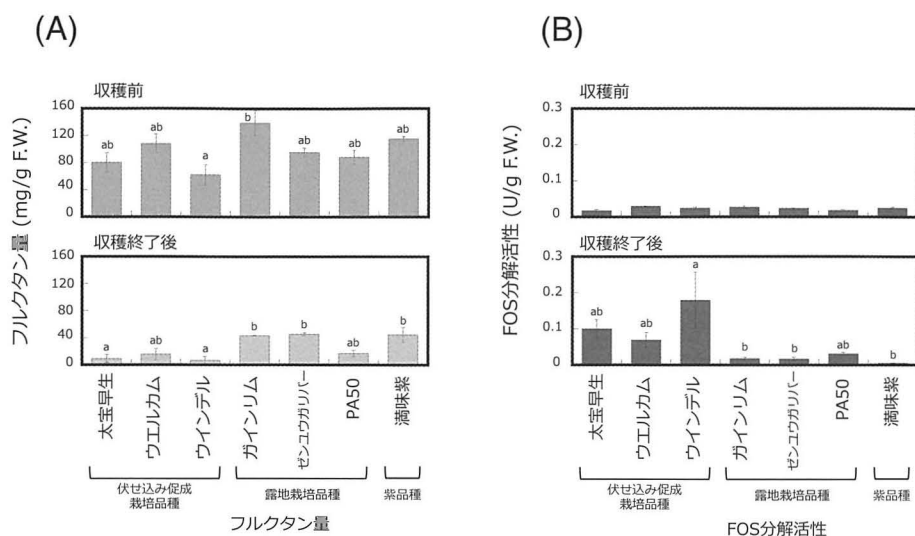 (A)
収穫前
160
120
80
40
0
ab
ab
a
b
ab
ab
ab
収穫終了後
160
120
80
40
0
a
ab
a
b
b
ab
b
フルクタン量 (mg/g F.W.)
太宝早生
ウエルカム
ウインデル
ガインリム
ゼンユウガリバー
PA50
満味紫
伏せ込み促成
栽培品種
露地栽培品種
紫品種
フルクタン量
(B)
収穫前
0.3
0.2
0.1
0
収穫終了後
0.3
0.2
0.1
0
ab
ab
a
b
b
ab
b
FOS分解活性 (U/g F.W.)
太宝早生
ウエルカム
ウインデル
ガインリム
ゼンユウガリバー
PA50
満味紫
伏せ込み促成
栽培品種
露地栽培品種
紫品種
FOS分解活性